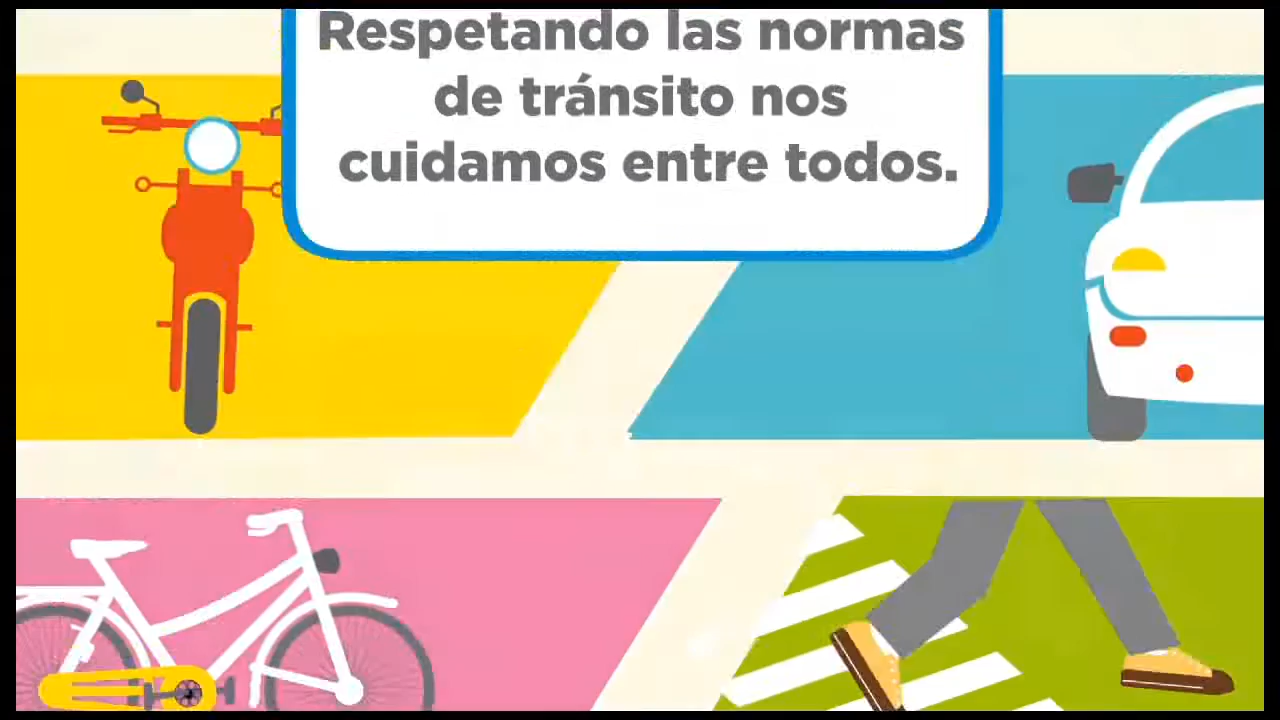 Respetando las normas
de tránsito nos
cuidamos entre todos.